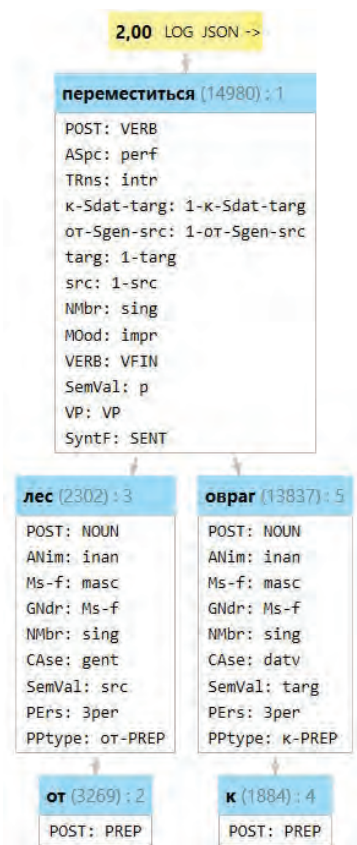 2,00 LOG JSON ->
переместиться (14980) : 1
POST: VERB
ASpc: perf
TRns: intr
к-Sdat-targ: 1-к-Sdat-targ
от-Sgen-src: 1-от-Sgen-src
targ: 1-targ
src: 1-src
NMbr: sing
MOod: impr
VERB: VFIN
SemVal: p
VP: VP
SyntF: SENT
лес (2302) : 3
POST: NOUN
ANim: inan
Ms-f: masc
GNdr: Ms-f
NMbr: sing
CAse: gent
SemVal: src
PErs: 3per
PPtype: от-PREP
овраг (13837) : 5
POST: NOUN
ANim: inan
Ms-f: masc
GNdr: Ms-f
NMbr: sing
CAse: datv
SemVal: targ
PErs: 3per
PPtype: к-PREP
от (3269) : 2
POST: PREP
к (1884) : 4
POST: PREP